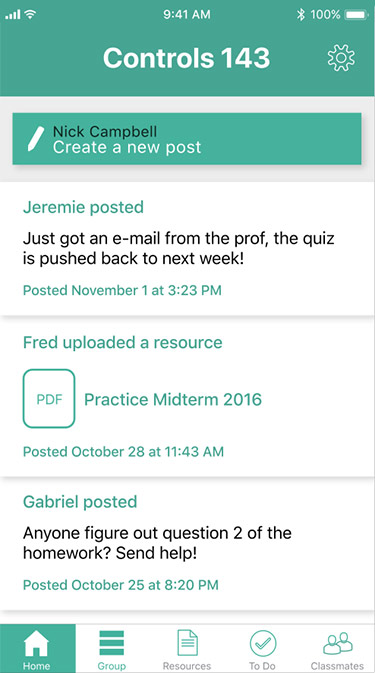 9:41 AM
100%
Controls 143
Nick Campbell
Create a new post
Jeremie posted
Just got an e-mail from the prof, the quiz
is pushed back to next week!
Posted November 1 at 3:23 PM
Fred uploaded a resource
PDF
Practice Midterm 2016
Posted October 28 at 11:43 AM
Gabriel posted
Anyone figure out question 2 of the
homework? Send help!
Posted October 25 at 8:20 PM
Home
Group
Resources
To Do
Classmates